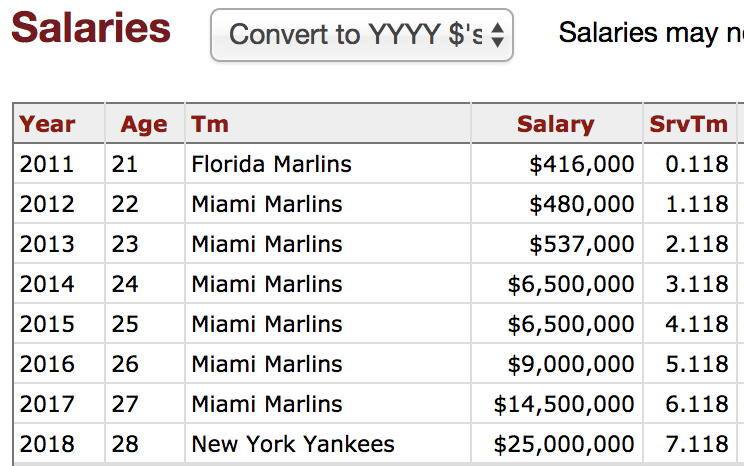 Salaries Convert to YYYY $'s Salaries may
Year Age Tm Salary SrvTm
2011 21 Florida Marlins $416,000 0.118
2012 22 Miami Marlins $480,000 1.118
2013 23 Miami Marlins $537,000 2.118
2014 24 Miami Marlins $6,500,000 3.118
2015 25 Miami Marlins $6,500,000 4.118
2016 26 Miami Marlins $9,000,000 5.118
2017 27 Miami Marlins $14,500,000 6.118
2018 28 New York Yankees $25,000,000 7.118